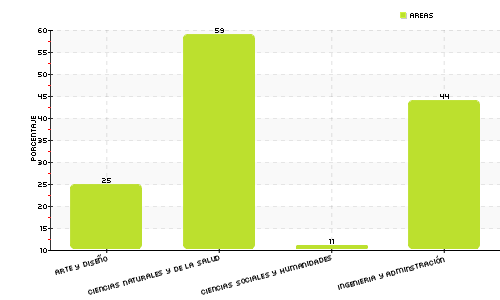 AREAS
PORCENTAJE
60
55
50
45
40
35
30
25
20
15
10
25
59
11
44
ARTE y DISEÑO
CIENCIAS NATURALES y DE LA SALUD
CIENCIAS SOCIALES y HUMANIDADES
INGENIERIA y ADMINSTRACIÓN